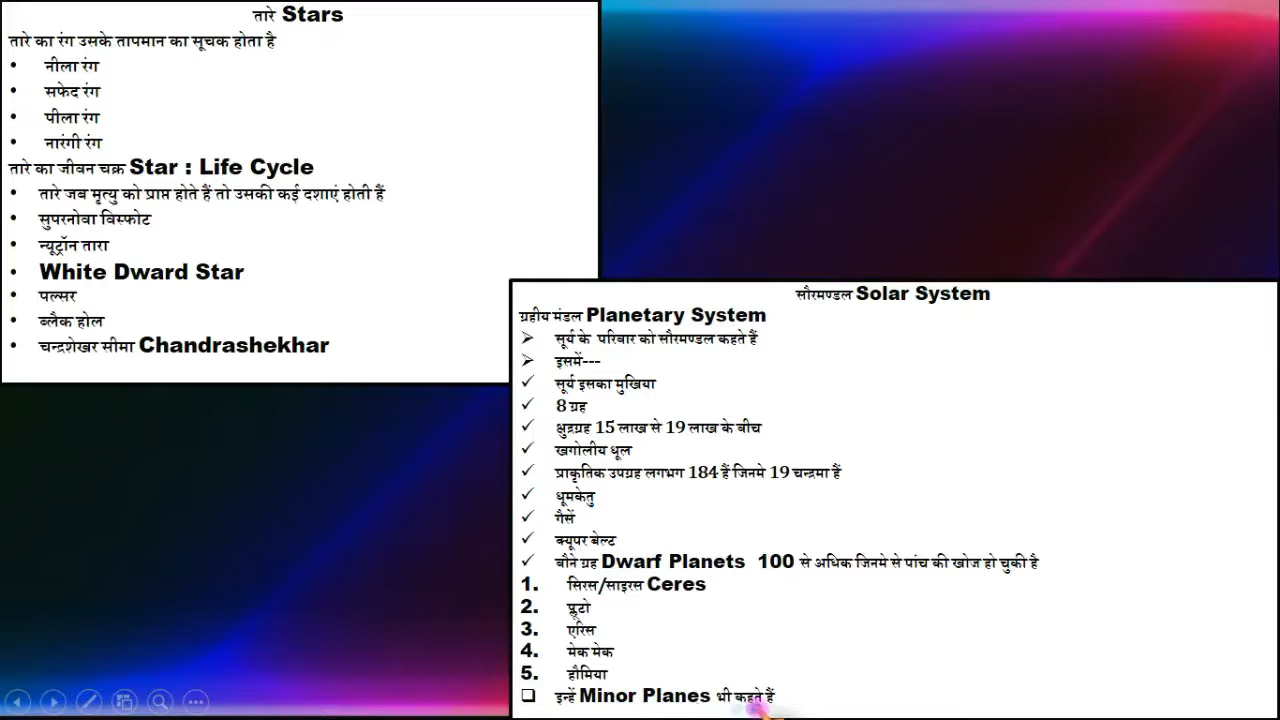 तारे Stars
तारे का रंग उसके तापमान का सूचक होता है
• नीला रंग
• सफेद रंग
• पीला रंग
• नारंगी रंग
तारे का जीवन चक्र Star : Life Cycle
• तारे जब मृत्यु को प्राप्त होते हैं तो उसकी कई दशाएं होती हैं
• सुपरनोवा विस्फोट
• न्यूट्रॉन तारा
• White Dward Star
• पल्सर
• ब्लैक होल
• चन्द्रशेखर सीमा Chandrashekhar
सौरमण्डल Solar System
ग्रहीय मंडल Planetary System
➢ सूर्य के परिवार को सौरमण्डल कहते हैं
➢ इसमें---
✓ सूर्य इसका मुखिया
✓ 8 ग्रह
✓ क्षुद्रग्रह 15 लाख से 19 लाख के बीच
✓ खगोलीय धूल
✓ प्राकृतिक उपग्रह लगभग 184 हैं जिनमे 19 चन्द्रमा हैं
✓ धूमकेतु
✓ गैसें
✓ क्यूपर बेल्ट
✓ बौने ग्रह Dwarf Planets 100 से अधिक जिनमे से पांच की खोज हो चुकी है
1. सिरस/साइरस Ceres
2. प्लूटो
3. एरिस
4. मेक मेक
5. हौमिया
❑ इन्हें Minor Planes भी कहते हैं